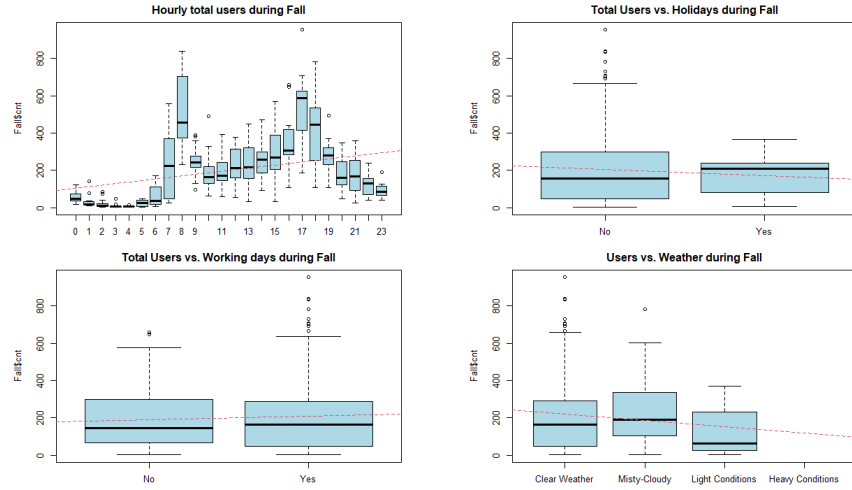 Hourly total users during Fall
Fall$cnt
0 200 400 600 800
0 1 2 3 4 5 6 7 8 9 11 13 15 17 19 21 23
Total Users vs. Holidays during Fall
Fall$cnt
0 200 400 600 800
No Yes
Total Users vs. Working days during Fall
Fall$cnt
0 200 400 600 800
No Yes
Users vs. Weather during Fall
Fall$cnt
0 200 400 600 800
Clear Weather Misty-Cloudy Light Conditions Heavy Conditions